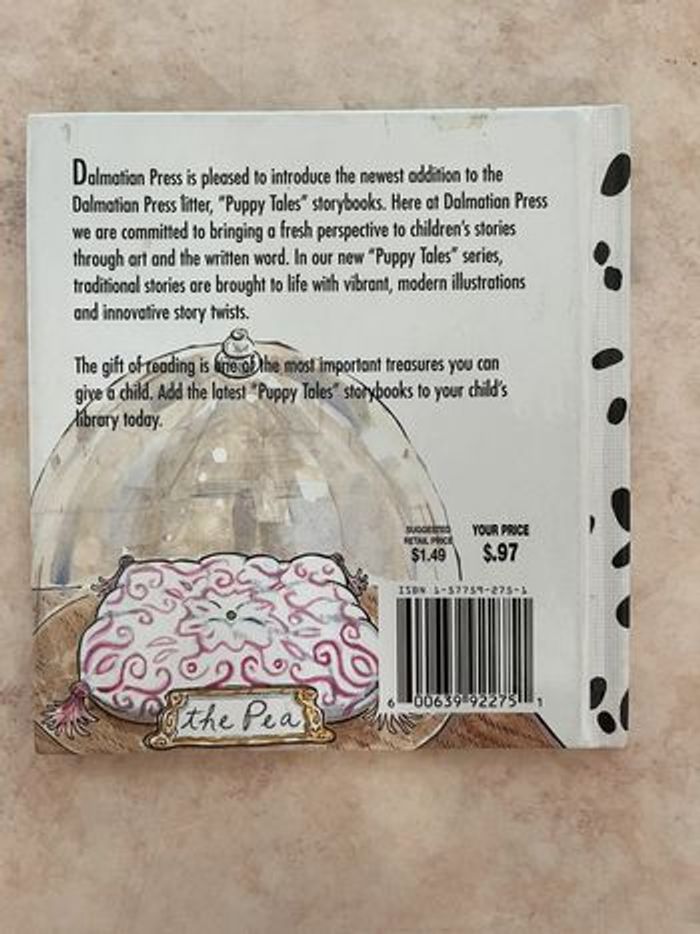 Dalmatian Press is pleased to introduce the newest addition to the
Dalmatian Press litter, "Puppy Tales" storybooks. Here at Dalmatian Press
we are committed to bringing a fresh perspective to children's stories
through art and the written word. In our new "Puppy Tales" series,
traditional stories are brought to life with vibrant, modern illustrations
and innovative story twists.
The gift of reading is one of the most important treasures you can
give a child. Add the latest "Puppy Tales" storybooks to your child's
library today.
SUGGESTED
RETAIL PRICE
$1.49
YOUR PRICE
$.97
ISBN 1-57759-275-1
6 00639 92275 1
the Pea